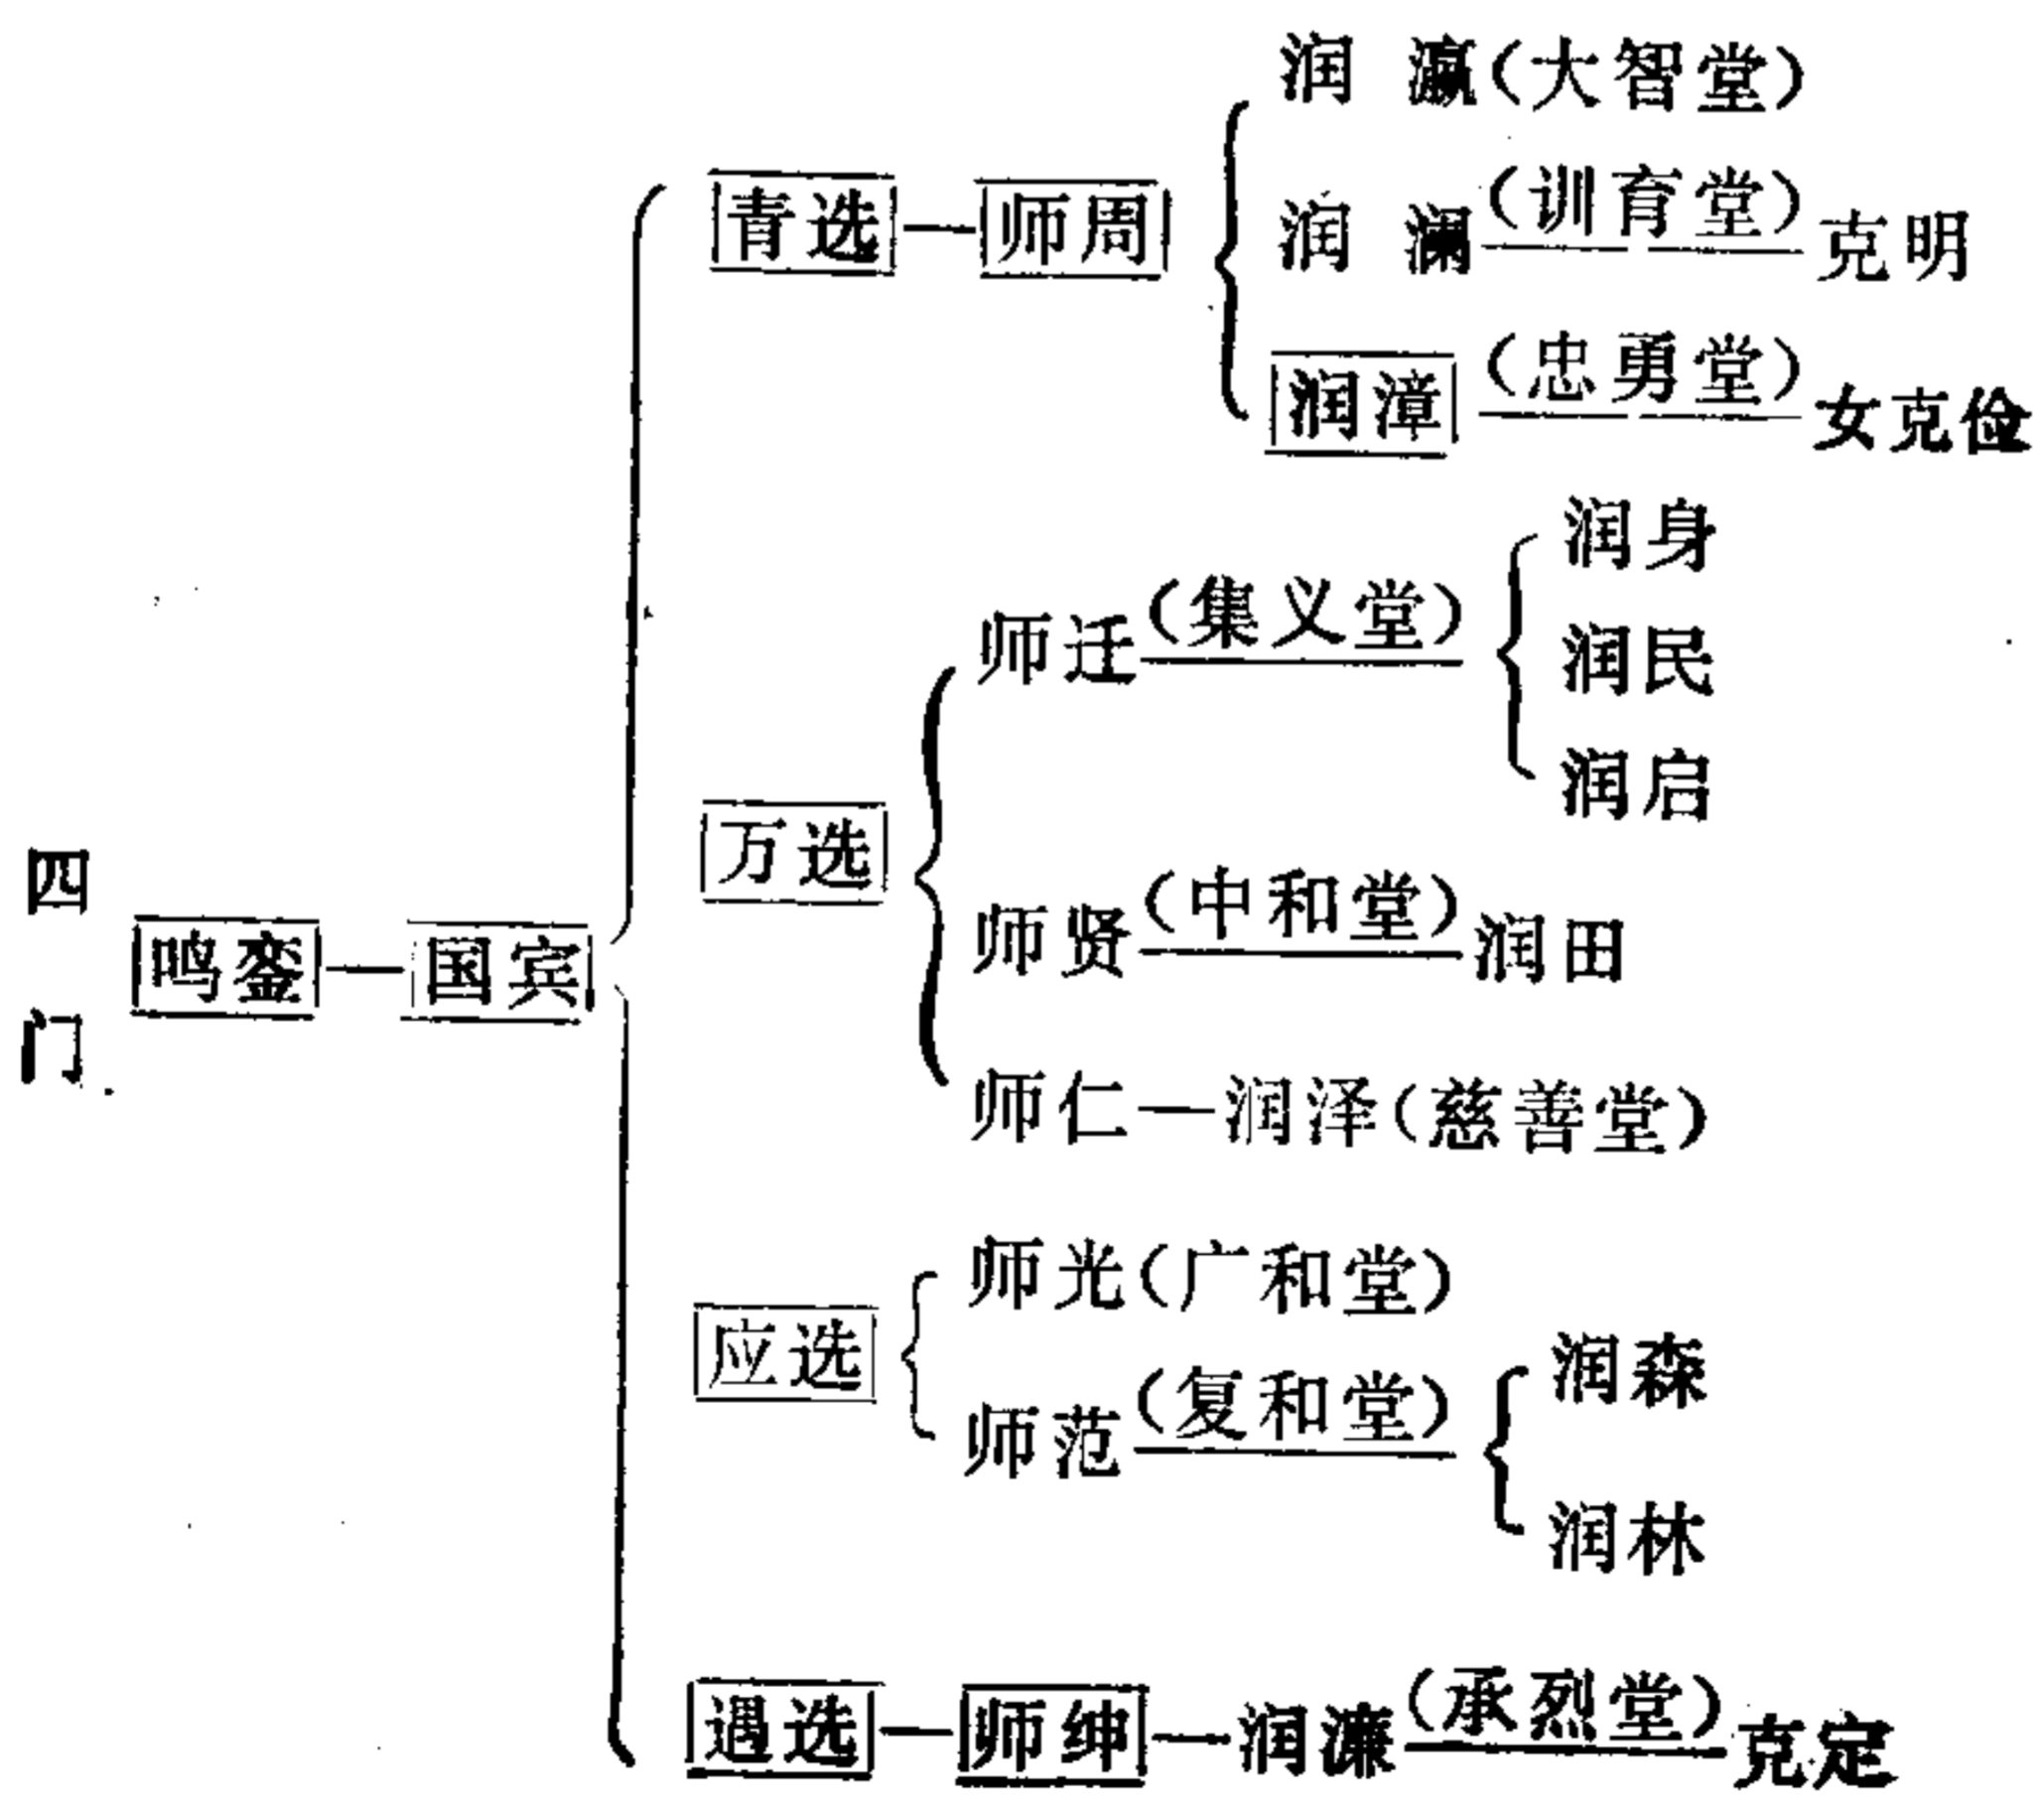 四门
鸣銮—国宾
青选—师周
润瀛(大智堂)
润澜(训育堂)克明
润漳(忠勇堂)女克俭
万选
师迁(集义堂)
润身
润民
润启
师贤(中和堂)润田
师仁—润泽(慈善堂)
应选
师光(广和堂)
师范(复和堂)
润森
润林
遇选—师绅—润濂(承烈堂)克定